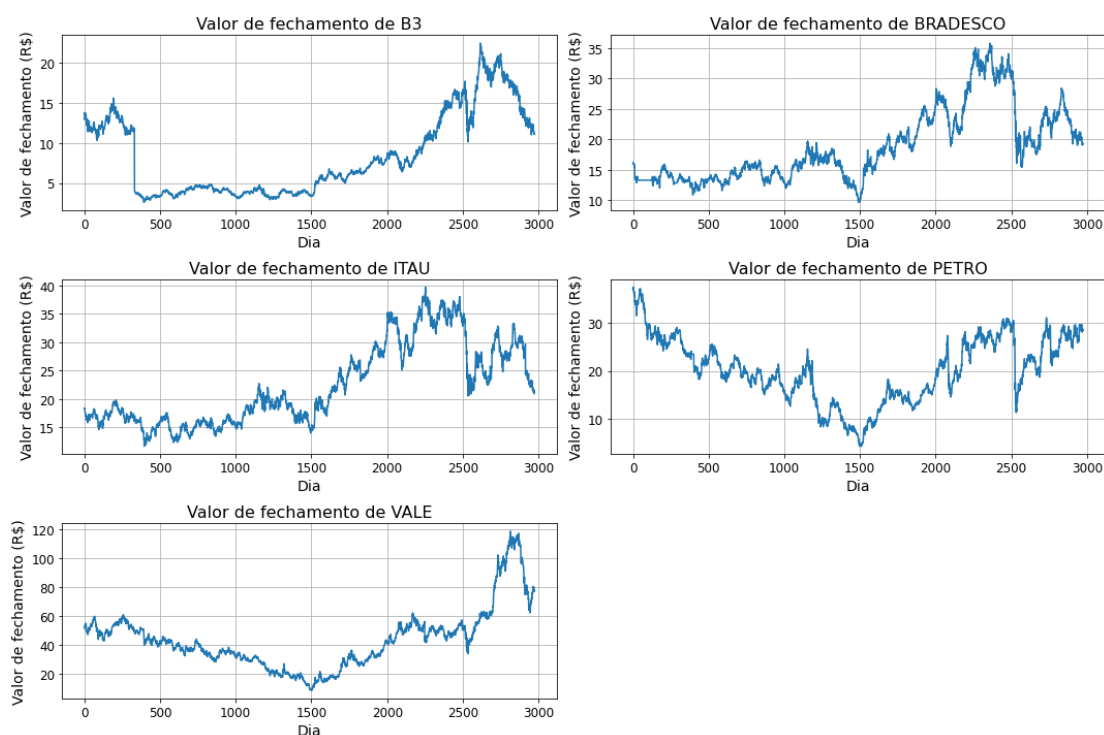 Valor de fechamento de B3
Valor de fechamento (R$)
20
15
10
5
0 500 1000 1500 2000 2500 3000
Dia
Valor de fechamento de BRADESCO
Valor de fechamento (R$)
35
30
25
20
15
10
0 500 1000 1500 2000 2500 3000
Dia
Valor de fechamento de ITAU
Valor de fechamento (R$)
40
35
30
25
20
15
0 500 1000 1500 2000 2500 3000
Dia
Valor de fechamento de PETRO
Valor de fechamento (R$)
30
20
10
0 500 1000 1500 2000 2500 3000
Dia
Valor de fechamento de VALE
Valor de fechamento (R$)
120
100
80
60
40
20
0 500 1000 1500 2000 2500 3000
Dia